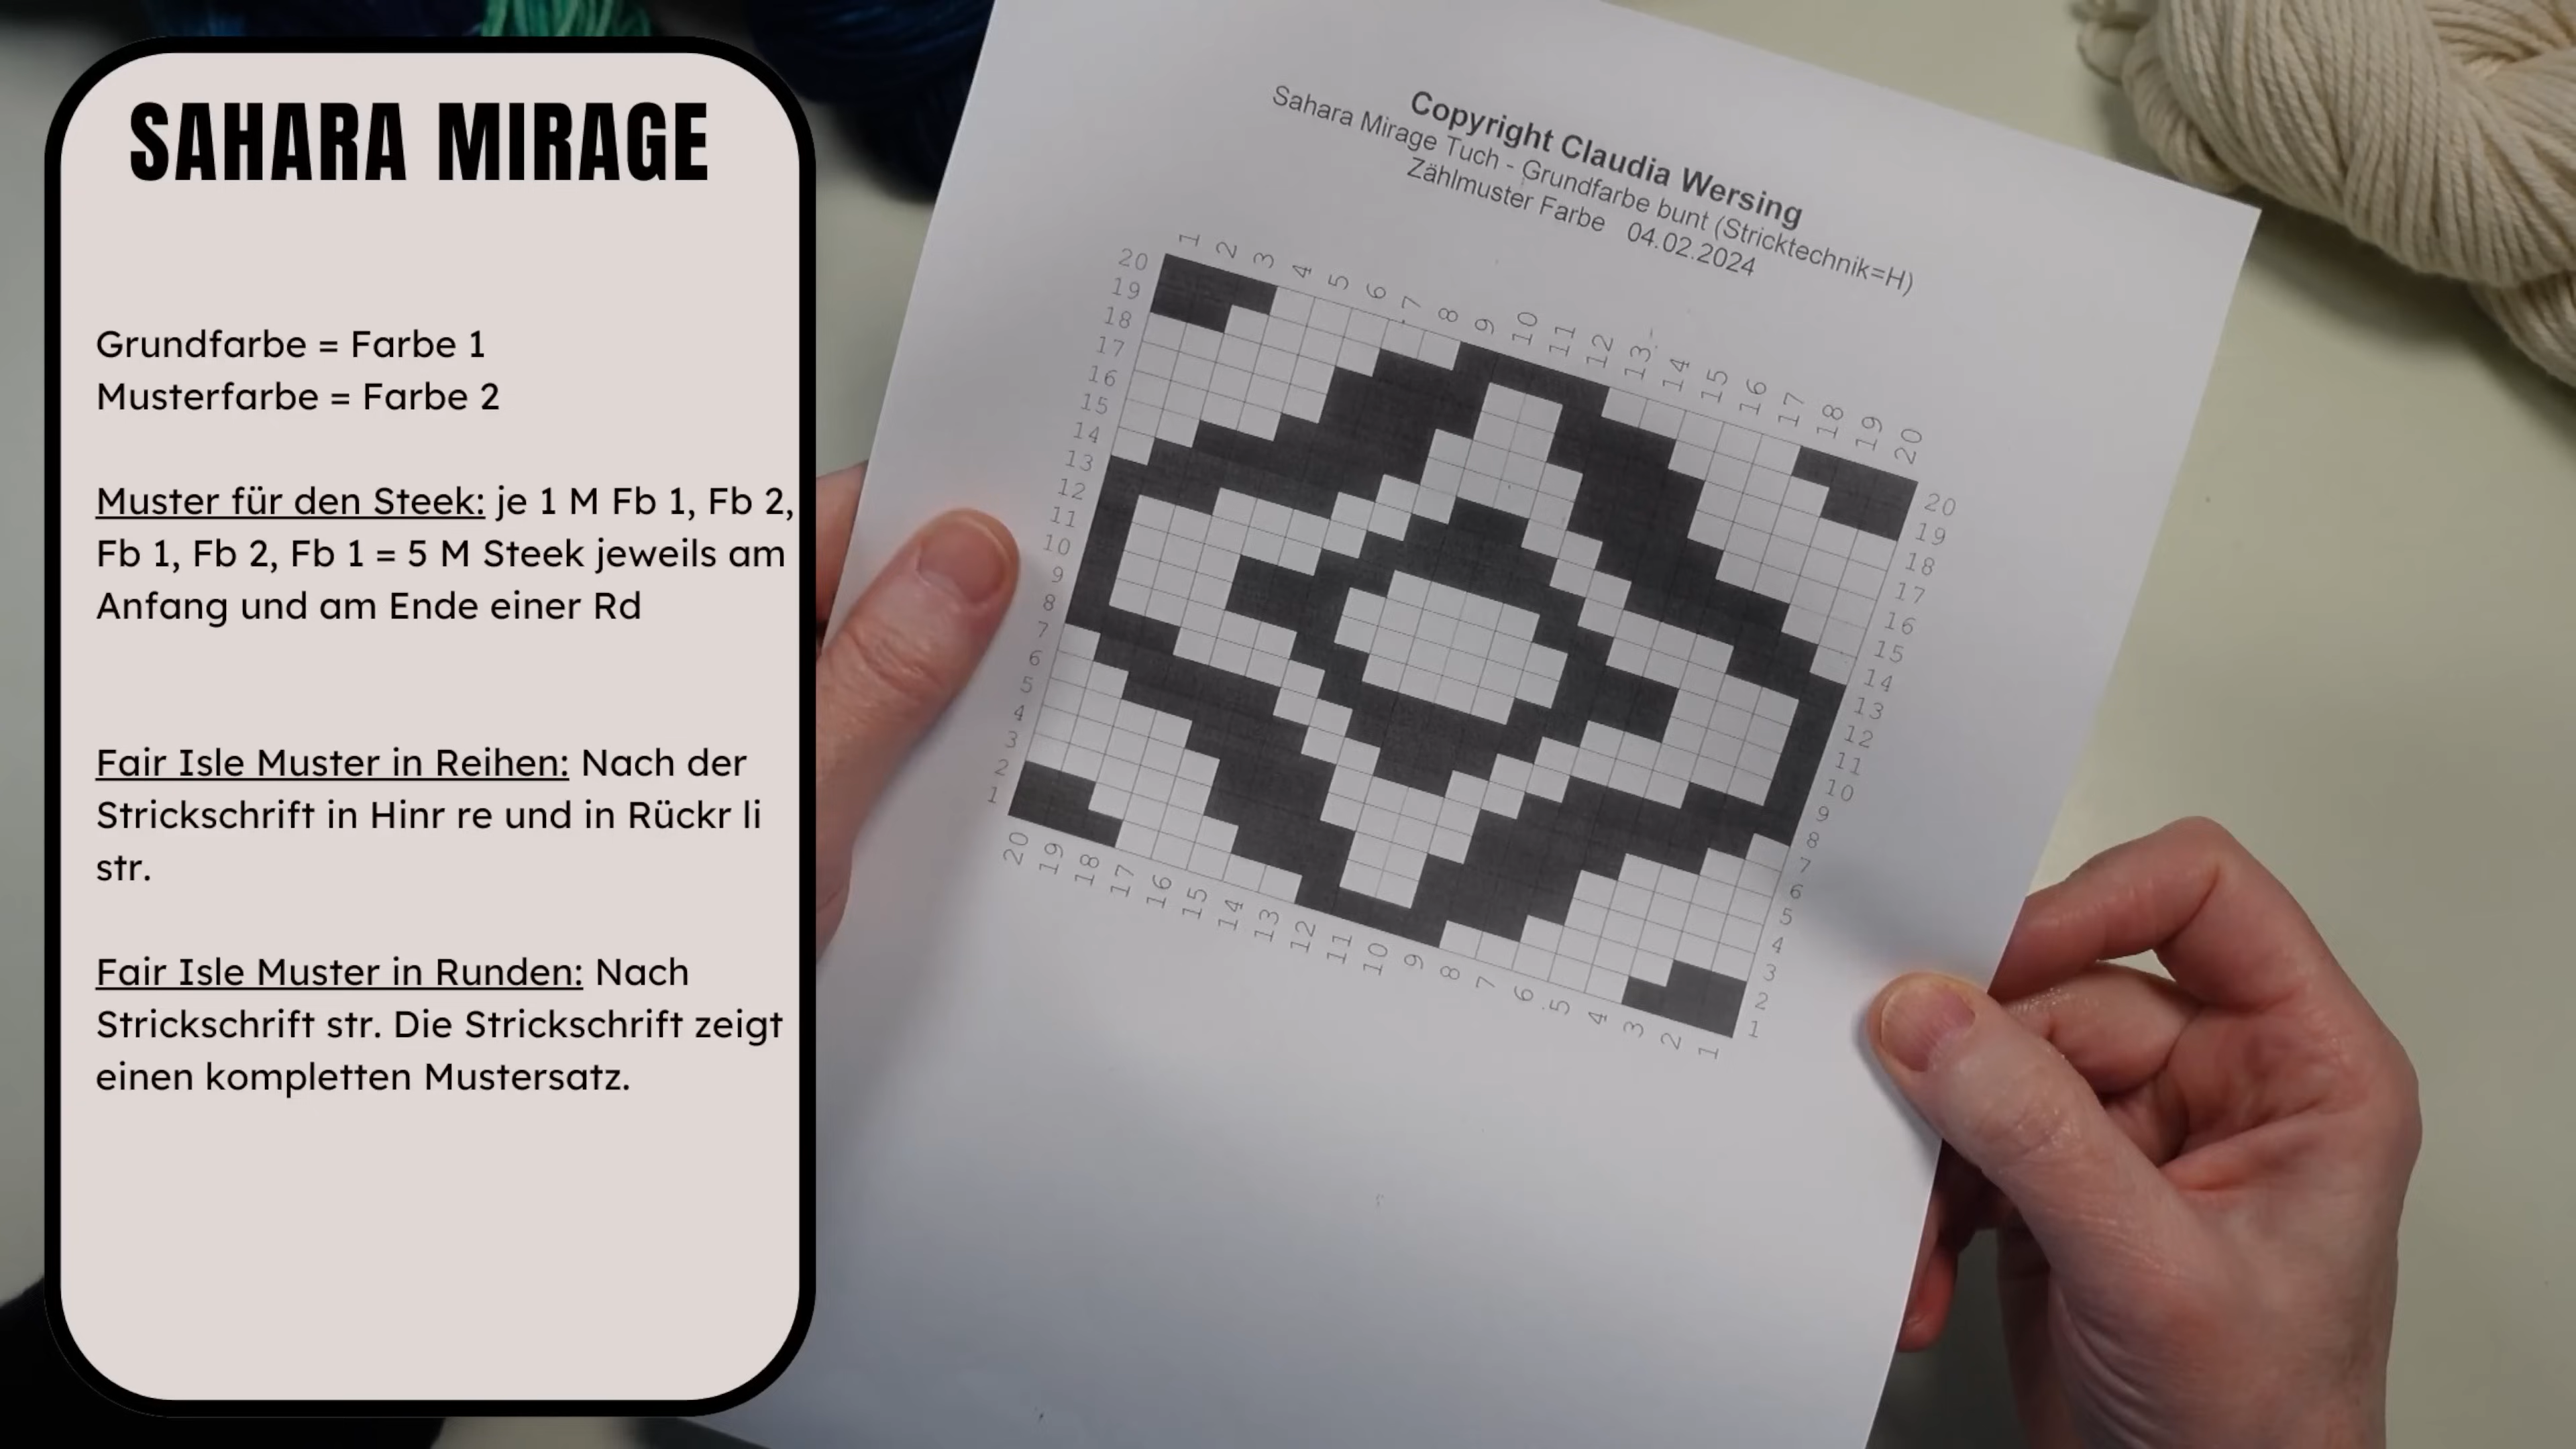 SAHARA MIRAGE
Grundfarbe = Farbe 1
Musterfarbe = Farbe 2
Muster für den Steek: je 1 M Fb 1, Fb 2,
Fb 1, Fb 2, Fb 1 = 5 M Steek jeweils am
Anfang und am Ende einer Rd
Fair Isle Muster in Reihen: Nach der
Strickschrift in Hinr re und in Rückr li
str.
Fair Isle Muster in Runden: Nach
Strickschrift str. Die Strickschrift zeigt
einen kompletten Mustersatz.
Copyright Claudia Wersing
Sahara Mirage Tuch - Grundfarbe bunt (Stricktechnik=H)
Zählmuster Farbe 04.02.2024
1 2 3 4 5 6 7 8 9 10 11 12 13 14 15 16 17 18 19 20
20
19
18
17
16
15
14
13
12
11
10
9
8
7
6
5
4
3
2
1
20
19
18
17
16
15
14
13
12
11
10
9
8
7
6
5
4
3
2
1
20 19 18 17 16 15 14 13 12 11 10 9 8 7 6 5 4 3 2 1